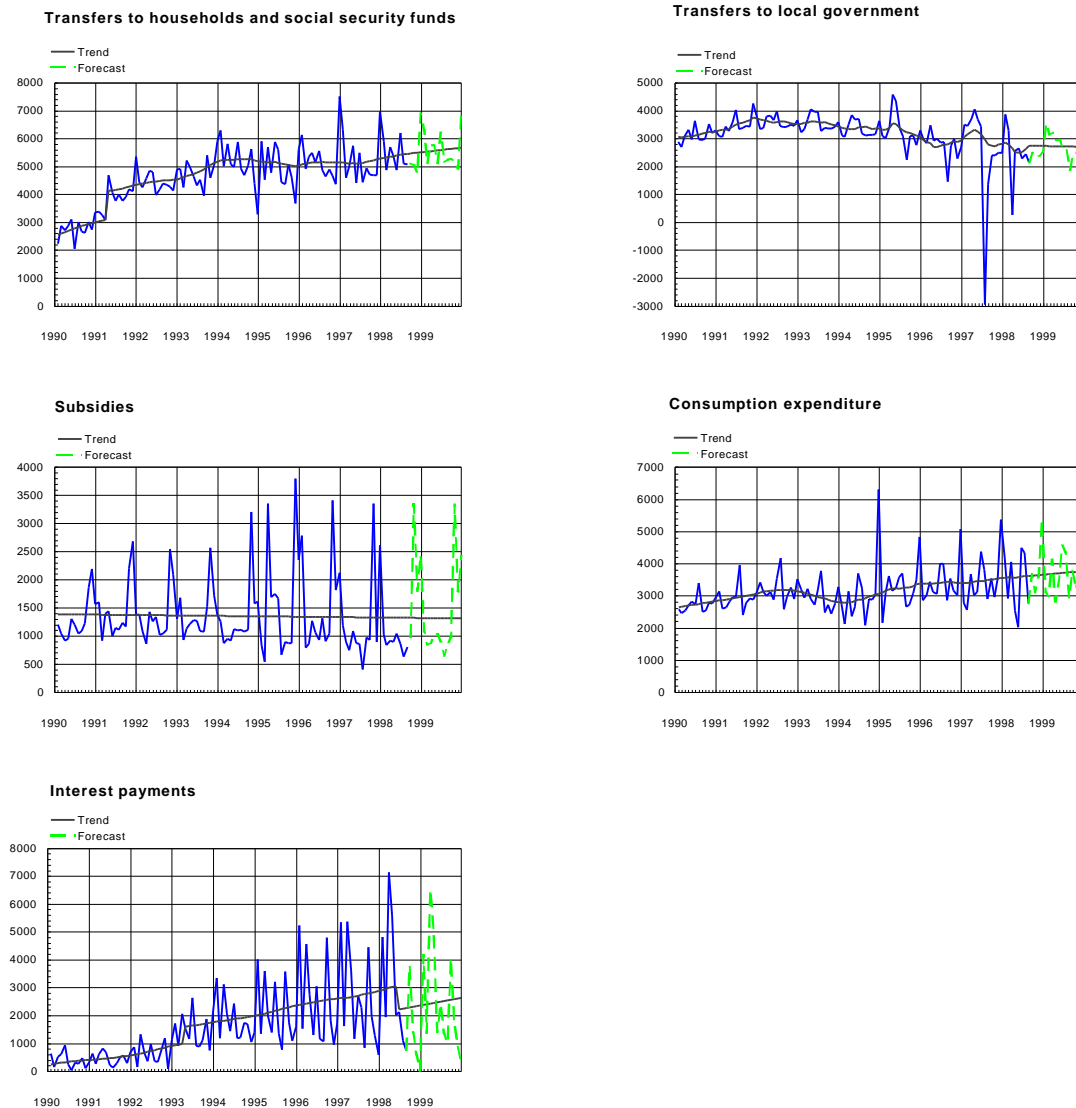 Transfers to households and social security funds
Trend
Forecast
8000
7000
6000
5000
4000
3000
2000
1000
0
1990 1991 1992 1993 1994 1995 1996 1997 1998 1999
Transfers to local government
Trend
Forecast
5000
4000
3000
2000
1000
0
-1000
-2000
-3000
1990 1991 1992 1993 1994 1995 1996 1997 1998 1999
Subsidies
Trend
Forecast
4000
3500
3000
2500
2000
1500
1000
500
0
1990 1991 1992 1993 1994 1995 1996 1997 1998 1999
Consumption expenditure
Trend
Forecast
7000
6000
5000
4000
3000
2000
1000
0
1990 1991 1992 1993 1994 1995 1996 1997 1998 1999
Interest payments
Trend
Forecast
8000
7000
6000
5000
4000
3000
2000
1000
0
1990 1991 1992 1993 1994 1995 1996 1997 1998 1999